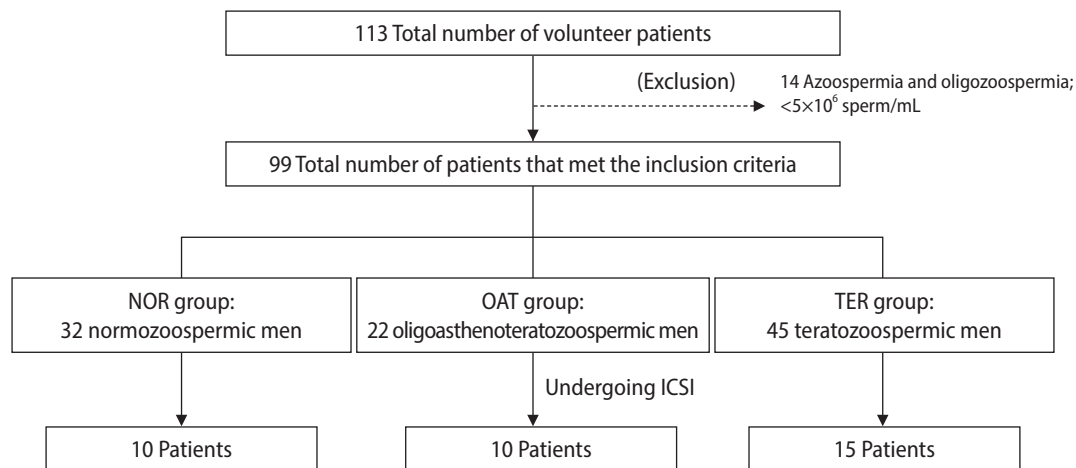 113 Total number of volunteer patients
(Exclusion)
14 Azoospermia and oligozoospermia;
<5×10⁶ sperm/mL
99 Total number of patients that met the inclusion criteria
NOR group:
32 normozoospermic men
OAT group:
22 oligoasthenoteratozoospermic men
TER group:
45 teratozoospermic men
Undergoing ICSI
10 Patients
10 Patients
15 Patients